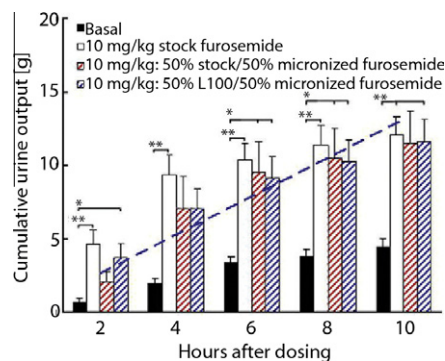 Basal
10 mg/kg stock furosemide
10 mg/kg: 50% stock/50% micronized furosemide
10 mg/kg: 50% L100/50% micronized furosemide
Cumulative urine output [g]
15
10
5
0
**
*
**
**
*
**
*
**
2
4
6
8
10
Hours after dosing